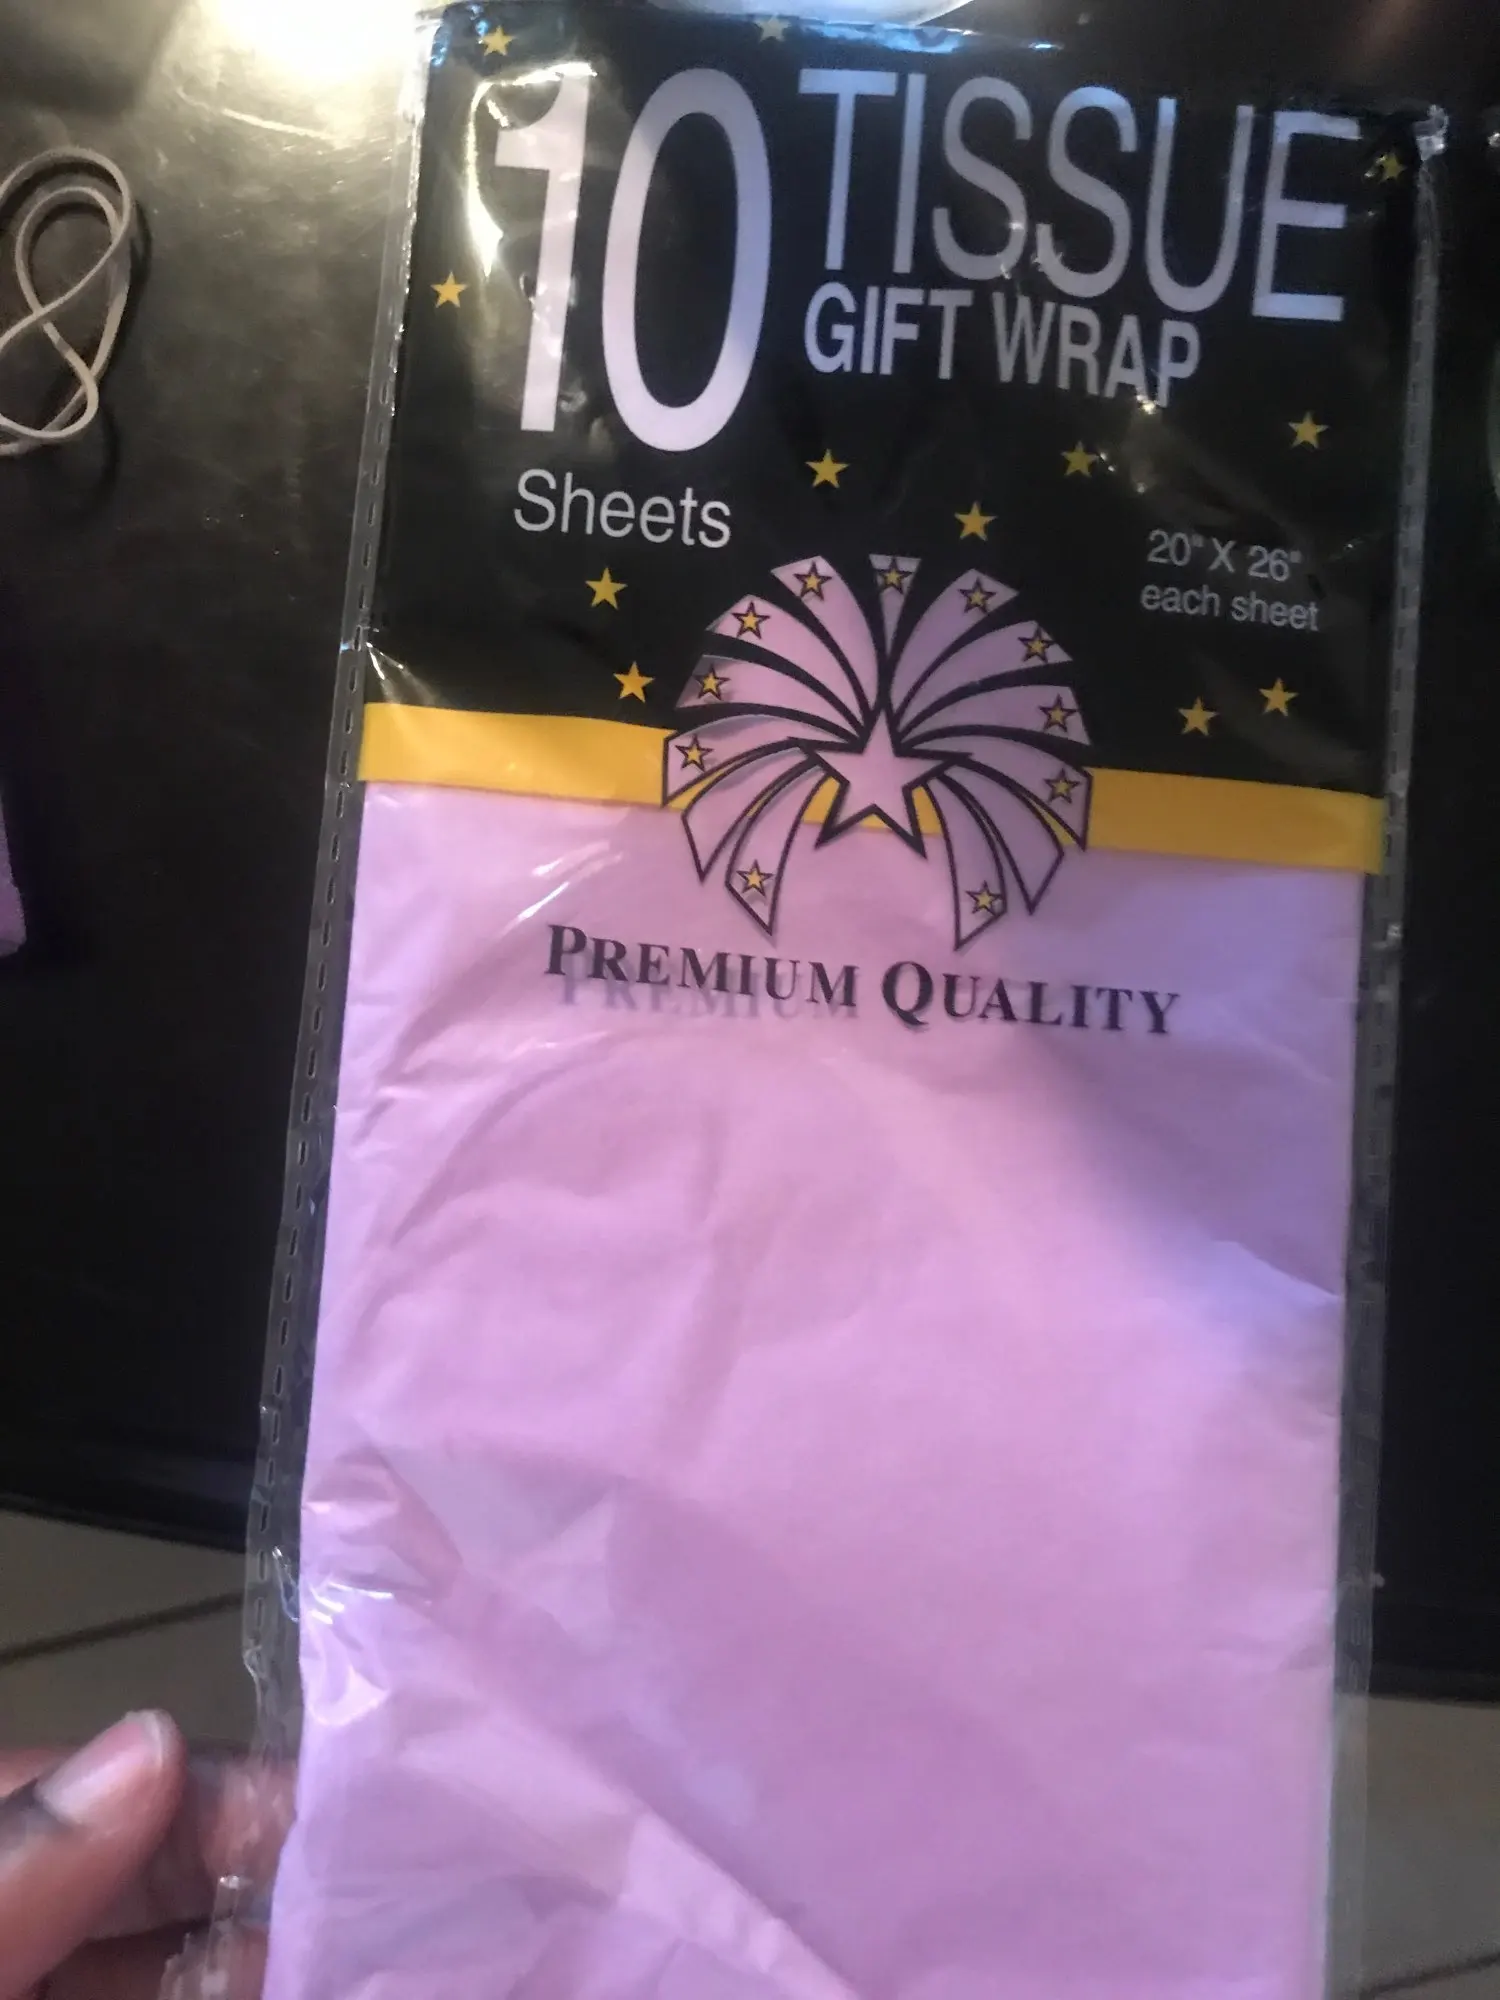 10
TISSUE
GIFT WRAP
Sheets
20" X 26"
each sheet
PREMIUM QUALITY